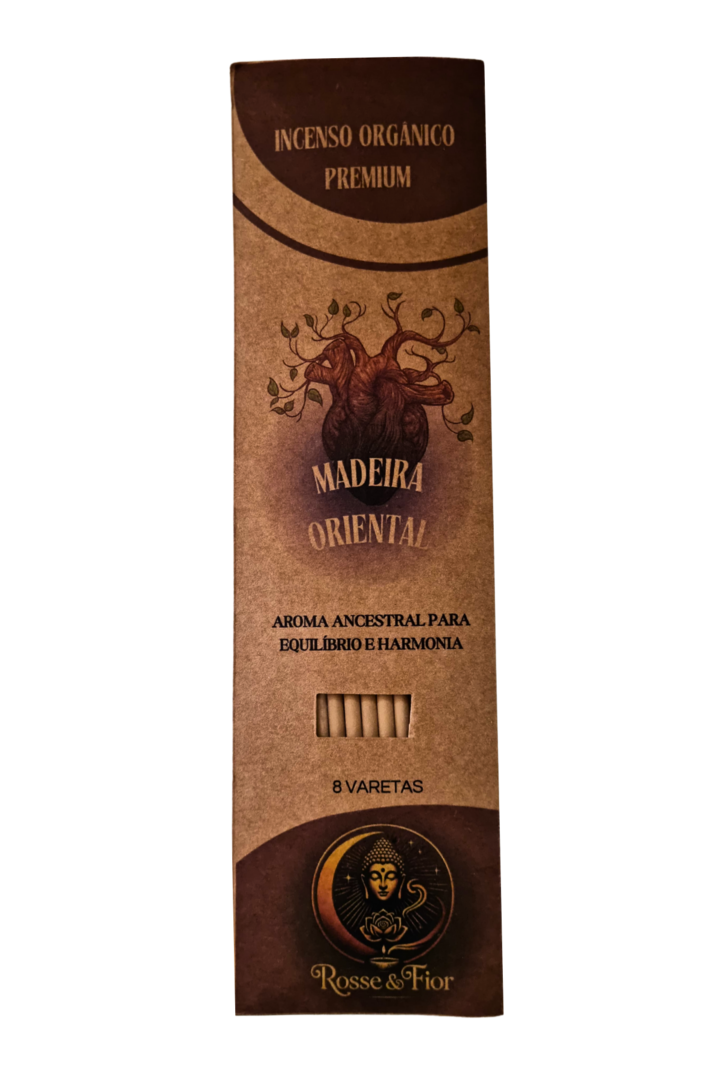 INCENSO ORGÂNICO
PREMIUM
MADEIRA
ORIENTAL
AROMA ANCESTRAL PARA
EQUILÍBRIO E HARMONIA
8 VARETAS
Rosse & Fior